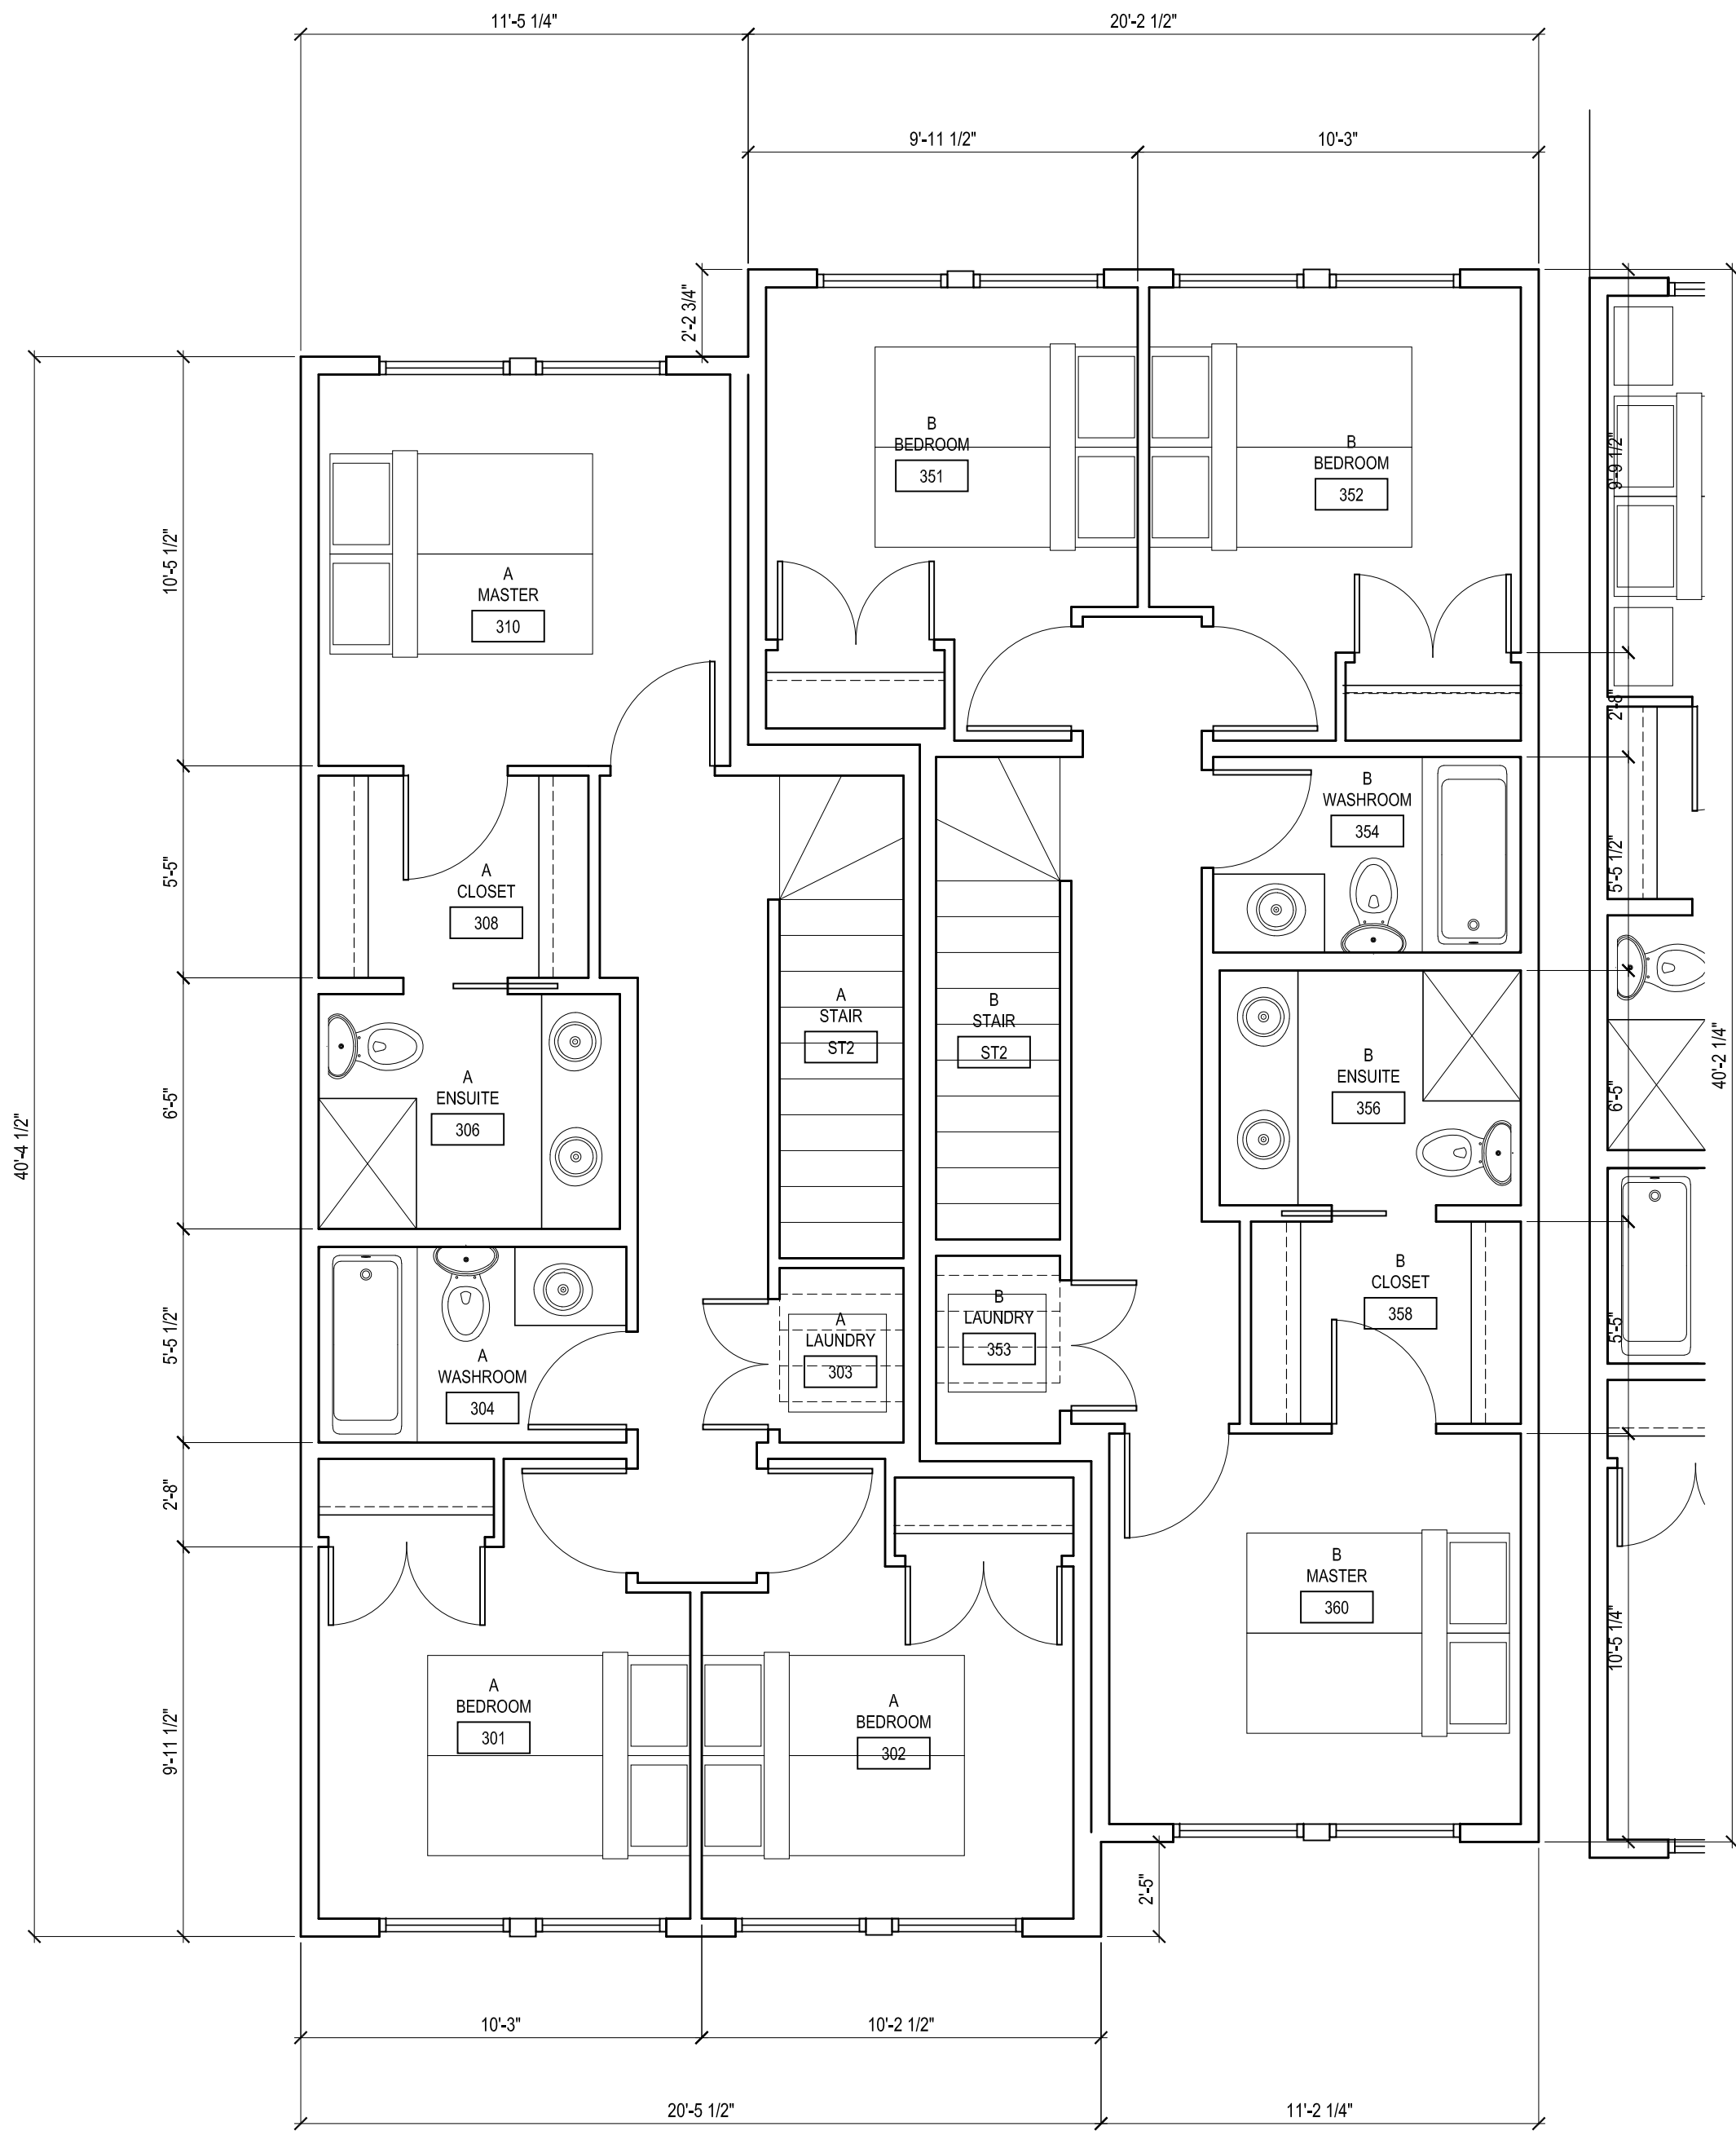 11'-5 1/4"
20'-2 1/2"
9'-11 1/2"
10'-3"
2'-2 3/4"
B
BEDROOM
351
B
BEDROOM
352
9'-9 1/2"
A
MASTER
310
10'-5 1/2"
2'-8"
B
WASHROOM
354
A
CLOSET
308
5'-5"
5'-5 1/2"
A
STAIR
ST2
B
STAIR
ST2
40'-2 1/4"
A
ENSUITE
306
B
ENSUITE
356
6'-5"
6'-5"
40'-4 1/2"
B
CLOSET
358
A
LAUNDRY
303
B
LAUNDRY
353
5'-5 1/2"
5'-5"
A
WASHROOM
304
2'-8"
B
MASTER
360
10'-5 1/4"
A
BEDROOM
301
A
BEDROOM
302
9'-11 1/2"
2'-5"
10'-3"
10'-2 1/2"
20'-5 1/2"
11'-2 1/4"